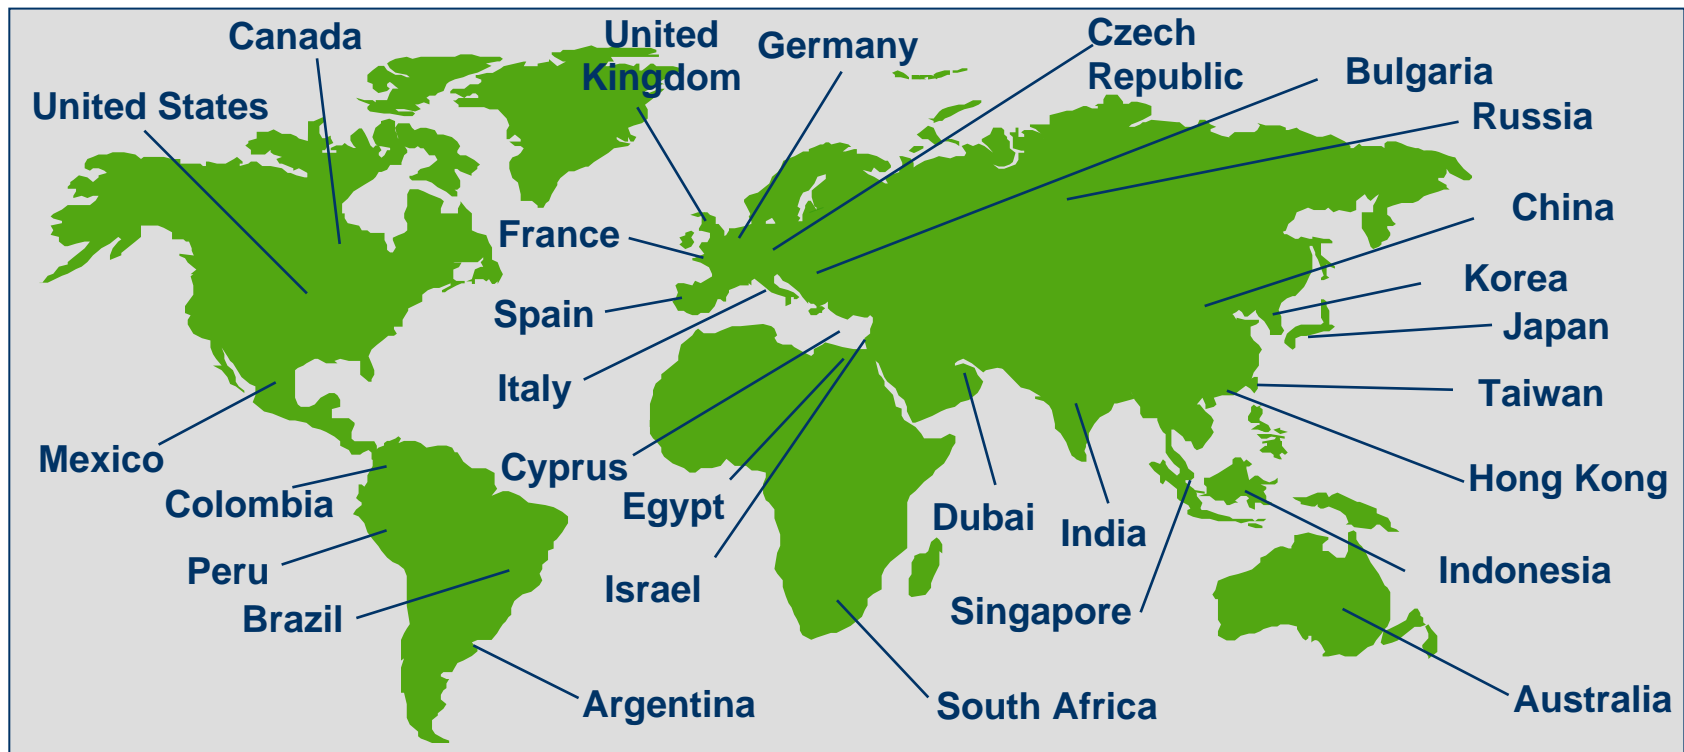 Canada
United
Kingdom
Germany
Czech
Republic
Bulgaria
United States
Russia
China
France
Korea
Spain
Japan
Italy
Taiwan
Mexico
Cyprus
Hong Kong
Colombia
Egypt
Dubai
India
Peru
Israel
Indonesia
Brazil
Singapore
Argentina
South Africa
Australia